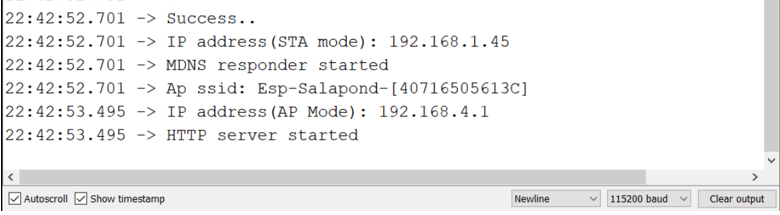 22:42:52.701 -> Success..
22:42:52.701 -> IP address(STA mode): 192.168.1.45
22:42:52.701 -> MDNS responder started
22:42:52.701 -> Ap ssid: Esp-Salapond-[40716505613C]
22:42:53.495 -> IP address(AP Mode): 192.168.4.1
22:42:53.495 -> HTTP server started
Autoscroll Show timestamp Newline 115200 baud Clear output